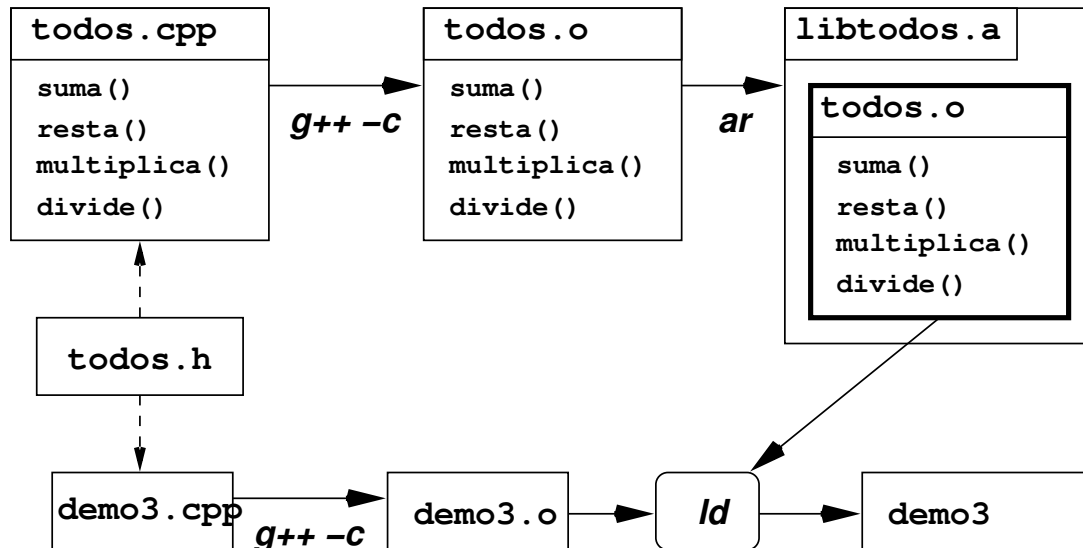 todos.cpp
suma()
resta()
multiplica()
divide()
g++ −c
todos.o
suma()
resta()
multiplica()
divide()
ar
libtodos.a
todos.o
suma()
resta()
multiplica()
divide()
todos.h
demo3.cpp
g++ −c
demo3.o
ld
demo3